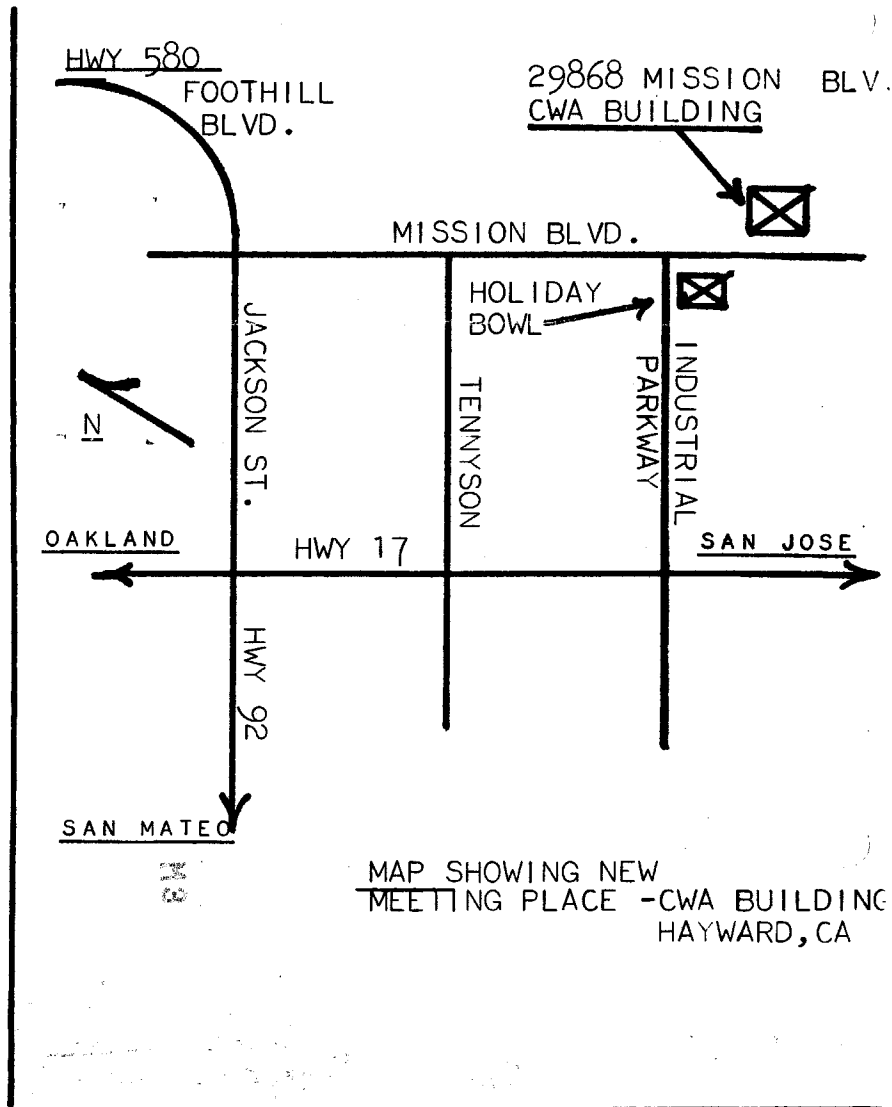 HWY 580
FOOTHILL
BLVD.
29868 MISSION BLV.
CWA BUILDING
MISSION BLVD.
HOLIDAY
BOWL
JACKSON ST.
TENNYSON
INDUSTRIAL
PARKWAY
N
OAKLAND
HWY 17
SAN JOSE
HWY 92
SAN MATEO
M3
MAP SHOWING NEW
MEETING PLACE -CWA BUILDING
HAYWARD, CA